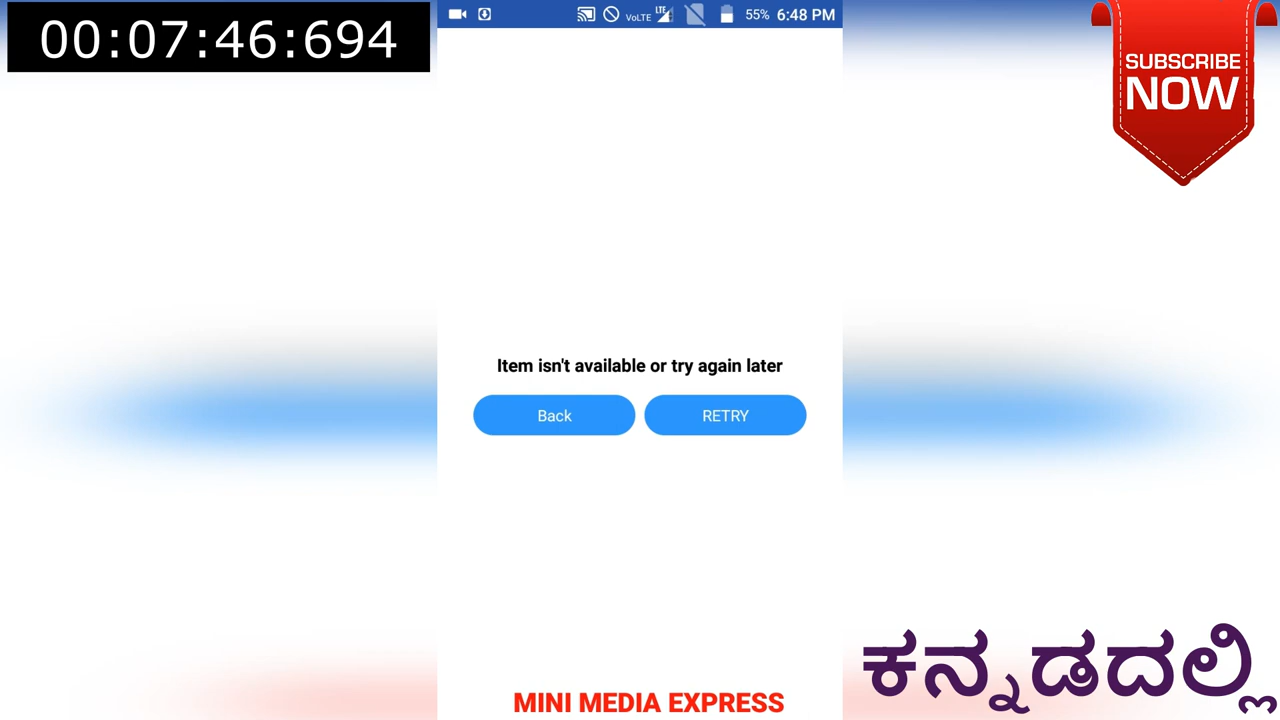 00:07:46:694
VoLTE LTE 55% 6:48 PM
SUBSCRIBE
NOW
Item isn't available or try again later
Back RETRY
ಕನ್ನಡದಲ್ಲಿ
MINI MEDIA EXPRESS